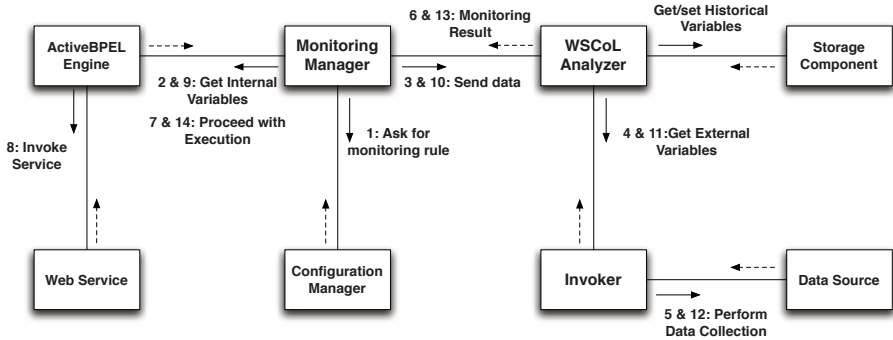 6 & 13: Monitoring
Result
Get/set Historical
Variables
ActiveBPEL
Engine
Monitoring
Manager
WSCoL
Analyzer
Storage
Component
2 & 9: Get Internal
Variables
3 & 10: Send data
7 & 14: Proceed with
Execution
1: Ask for
monitoring rule
4 & 11:Get External
Variables
8: Invoke
Service
Web Service
Configuration
Manager
Invoker
Data Source
5 & 12: Perform
Data Collection